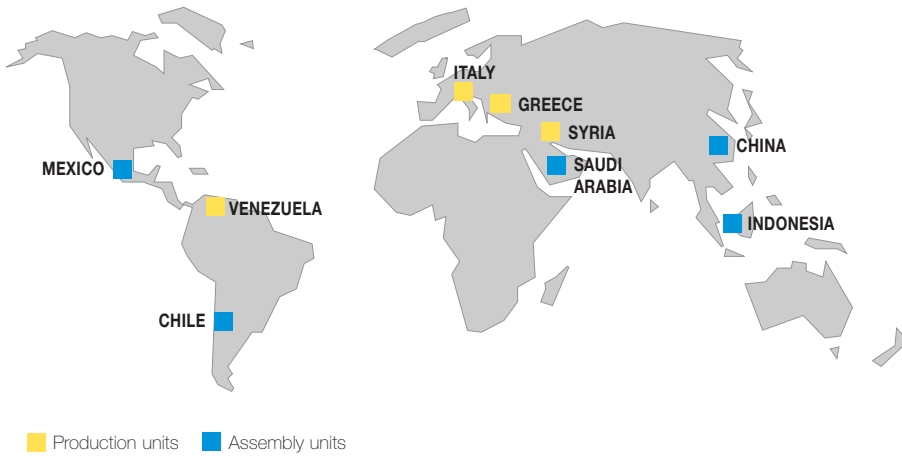 ITALY
GREECE
SYRIA
CHINA
MEXICO
SAUDI
ARABIA
VENEZUELA
INDONESIA
CHILE
Production units
Assembly units